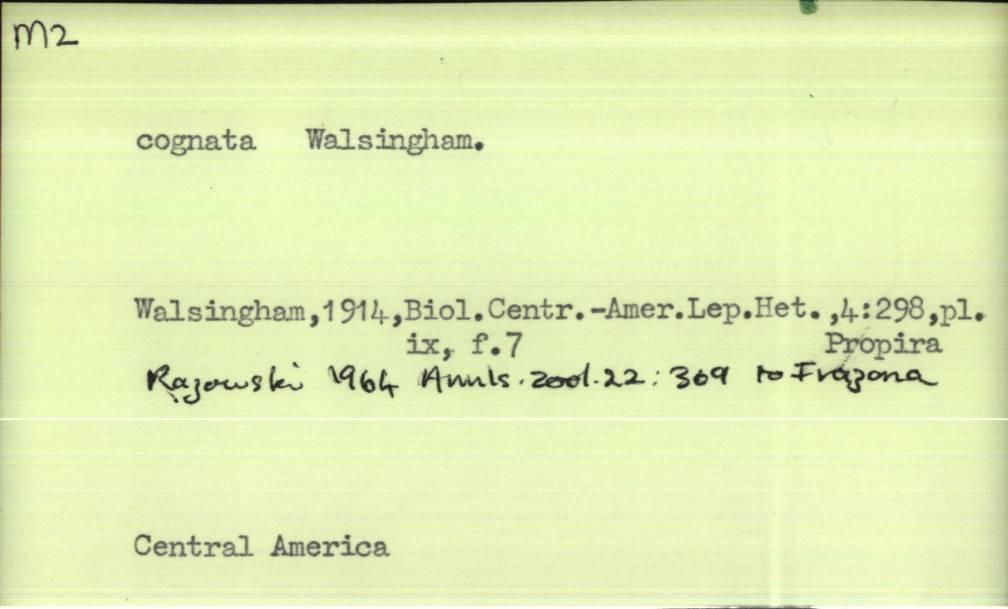 M2
cognata Walsingham.
Walsingham,1914,Biol.Centr.-Amer.Lep.Het.,4:298,pl.
ix, f.7 Propira
Razowski 1964 Annls.zool.22:369 to Irazona
Central America